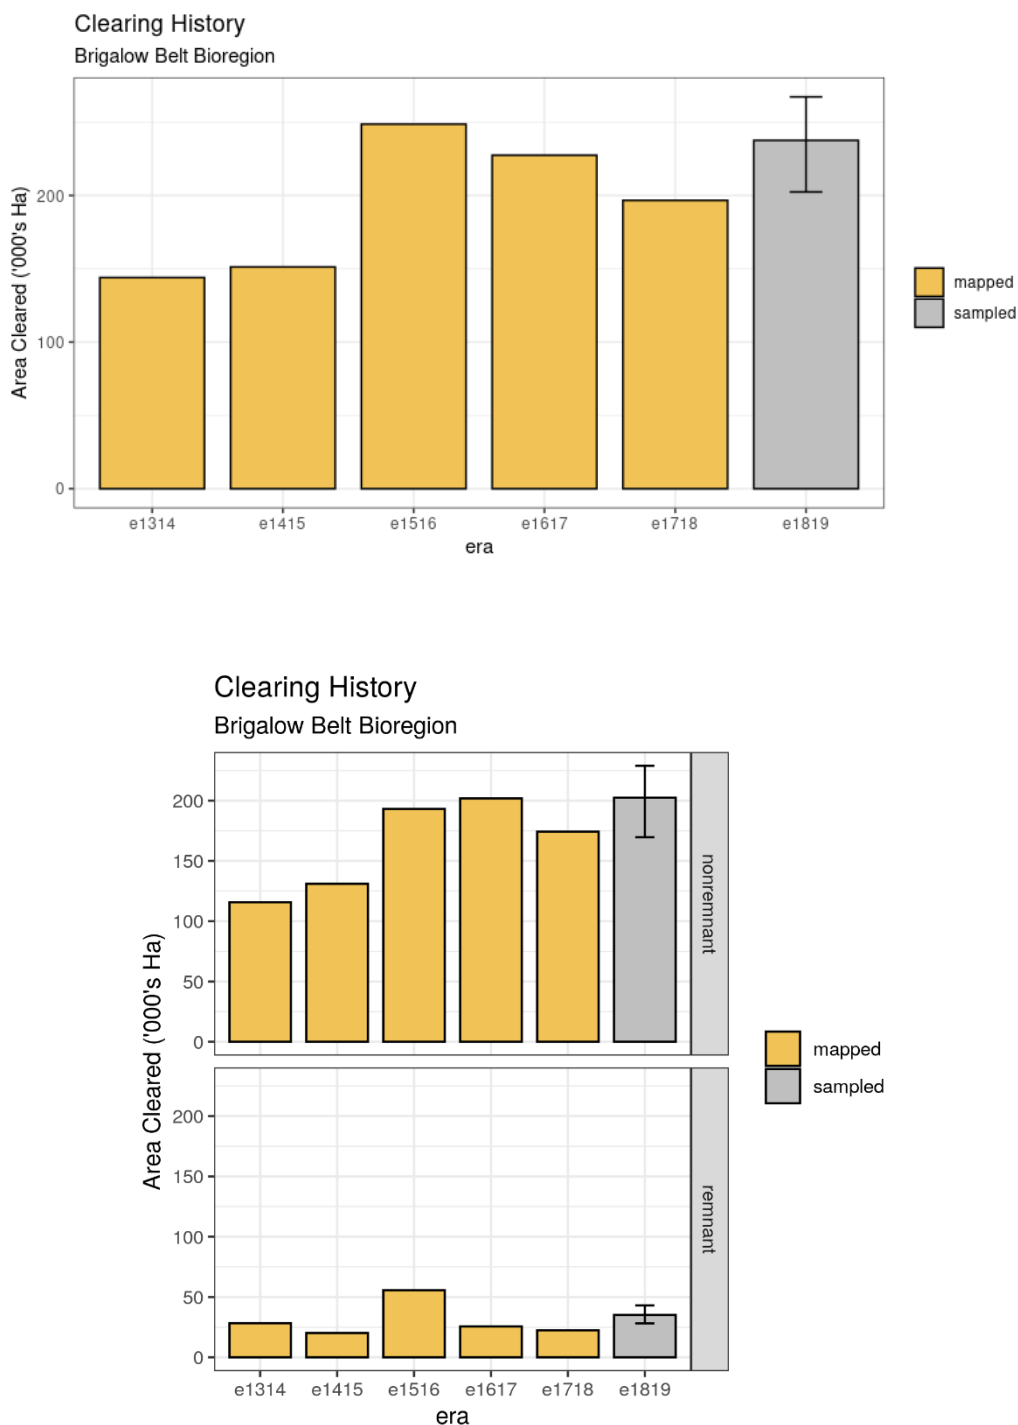 Clearing History
Brigalow Belt Bioregion
Area Cleared ('000's Ha)
200
100
0
e1314 e1415 e1516 e1617 e1718 e1819
era
mapped
sampled
Clearing History
Brigalow Belt Bioregion
Area Cleared ('000's Ha)
200
150
100
50
0
nonremnant
200
150
100
50
0
remnant
e1314 e1415 e1516 e1617 e1718 e1819
era
mapped
sampled